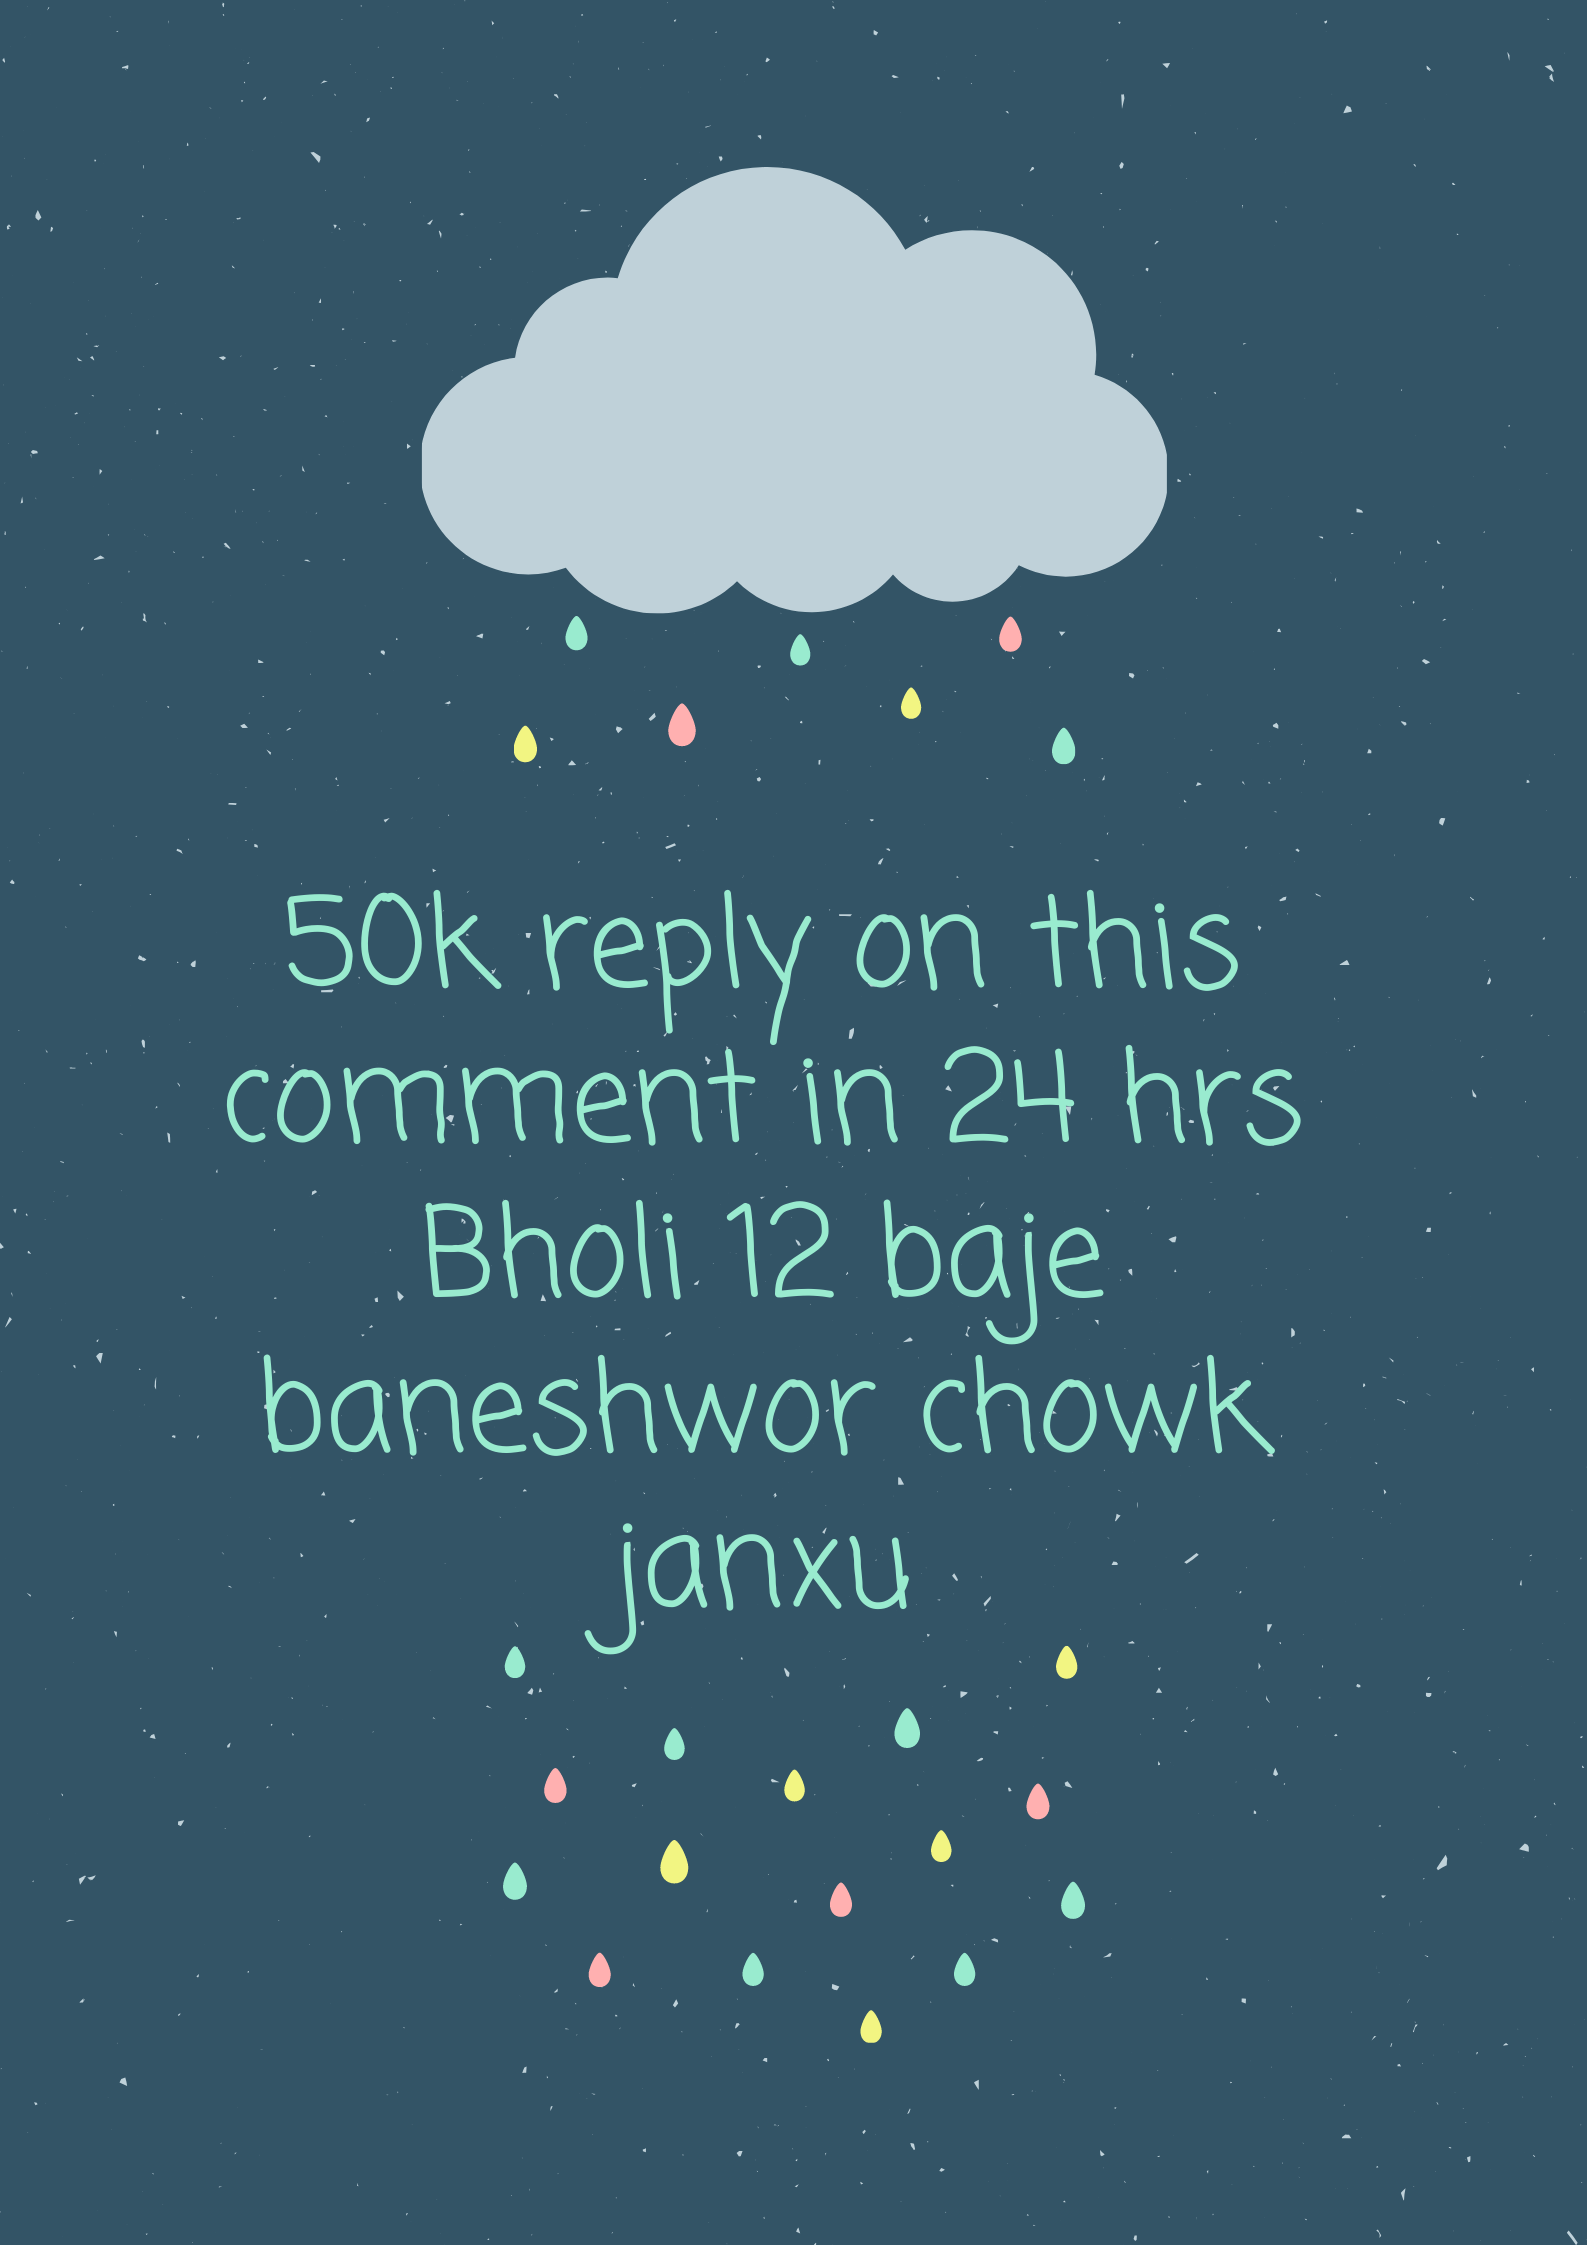 50k reply on this
comment in 24 hrs
Bholi 12 baje
baneshwor chowk
janxu